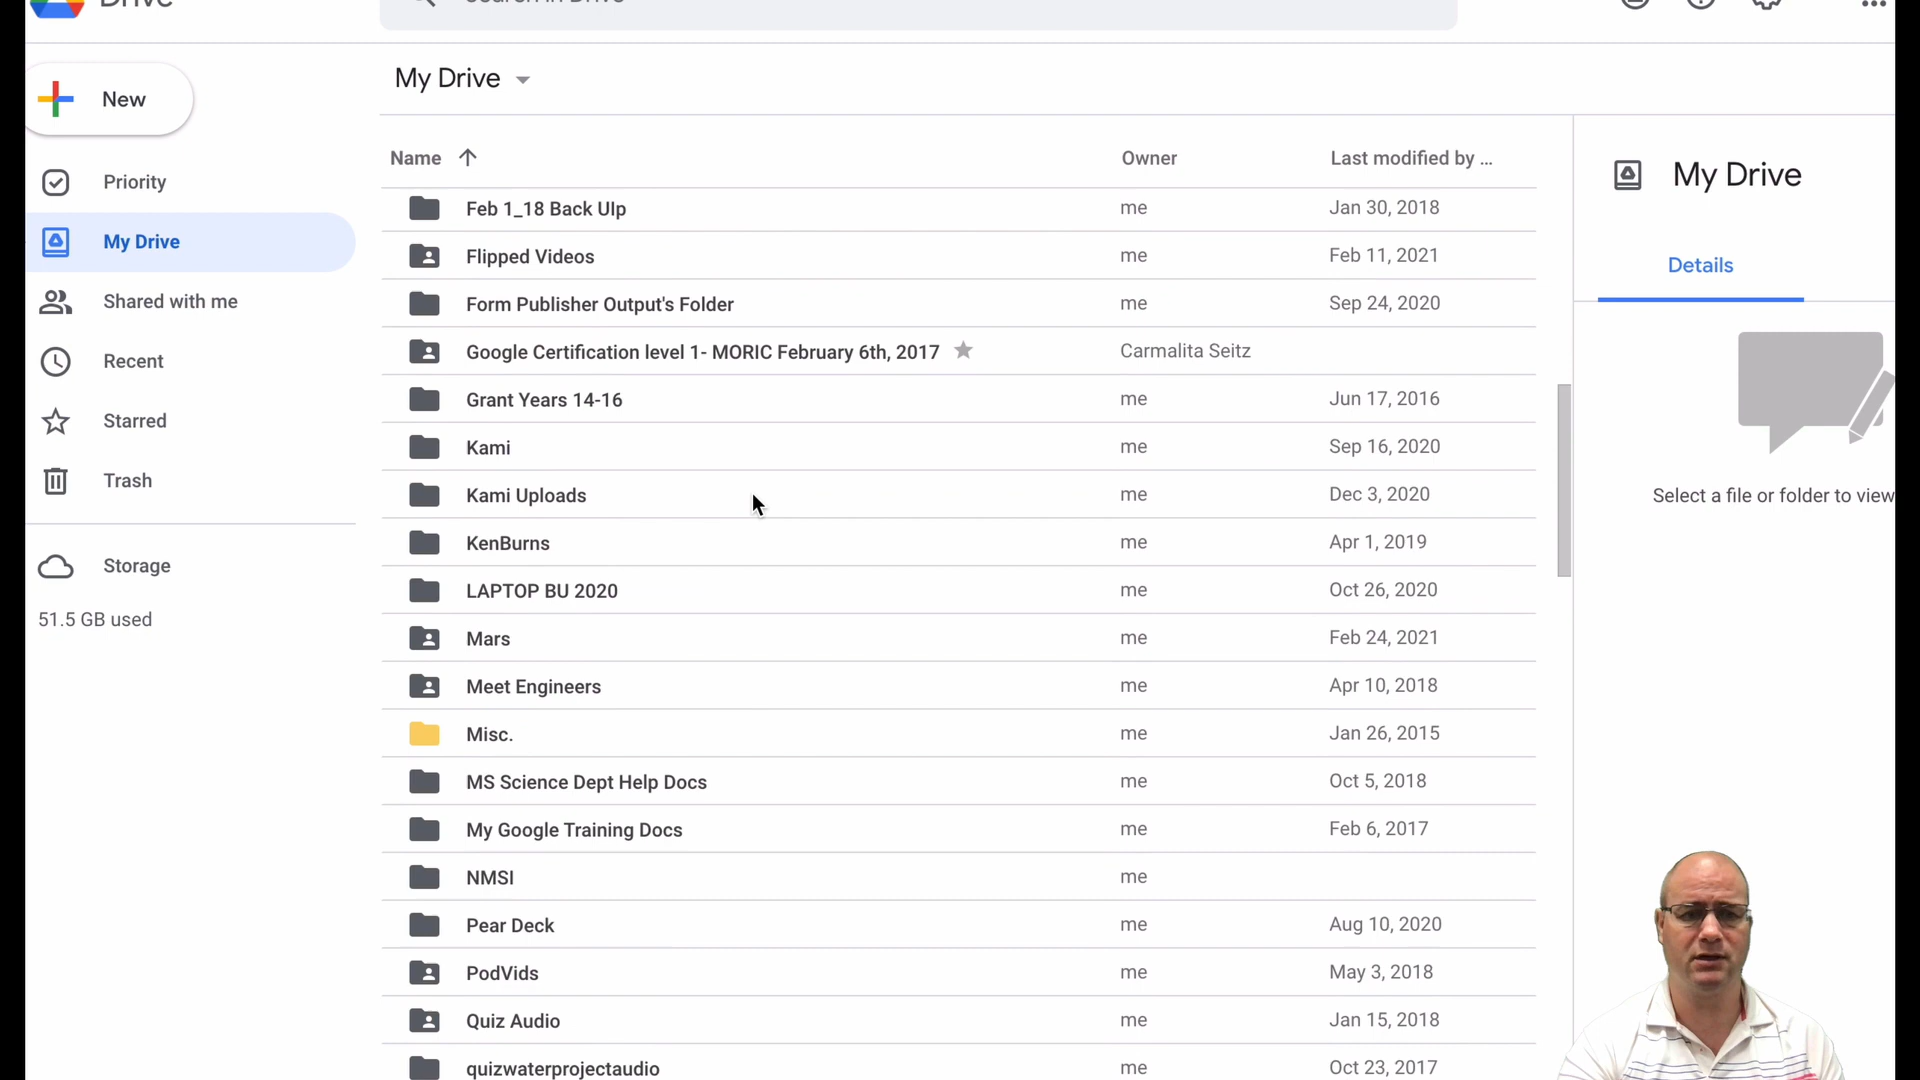 Drive
Search in Drive
New
My Drive
Priority
My Drive
Shared with me
Recent
Starred
Trash
Storage
51.5 GB used
Name Owner Last modified by ...
Feb 1_18 Back UIp me Jan 30, 2018
Flipped Videos me Feb 11, 2021
Form Publisher Output's Folder me Sep 24, 2020
Google Certification level 1- MORIC February 6th, 2017 Carmalita Seitz
Grant Years 14-16 me Jun 17, 2016
Kami me Sep 16, 2020
Kami Uploads me Dec 3, 2020
KenBurns me Apr 1, 2019
LAPTOP BU 2020 me Oct 26, 2020
Mars me Feb 24, 2021
Meet Engineers me Apr 10, 2018
Misc. me Jan 26, 2015
MS Science Dept Help Docs me Oct 5, 2018
My Google Training Docs me Feb 6, 2017
NMSI me
Pear Deck me Aug 10, 2020
PodVids me May 3, 2018
Quiz Audio me Jan 15, 2018
quizwaterprojectaudio me Oct 23, 2017
My Drive
Details
Select a file or folder to view